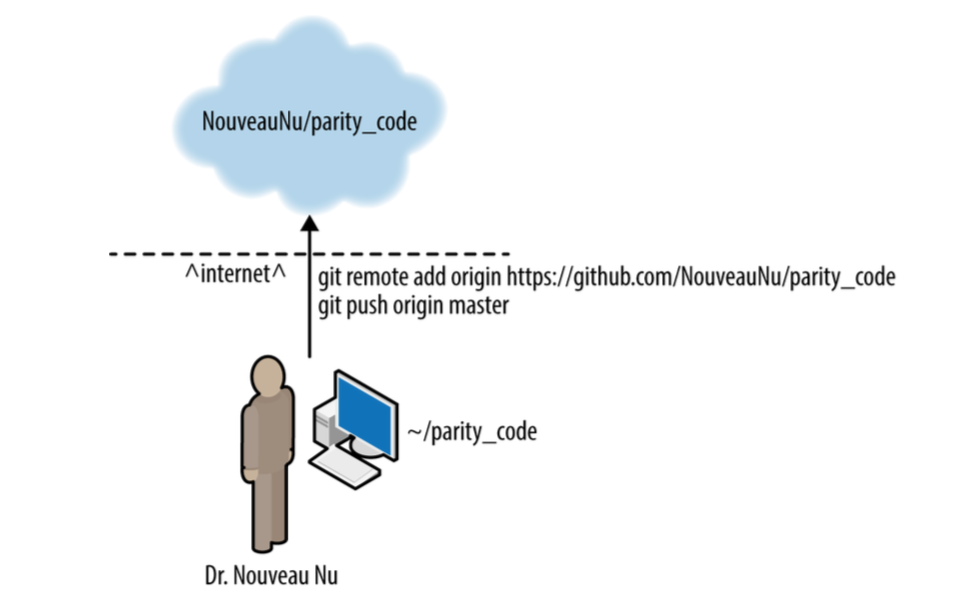 NouveauNu/parity_code
^internet^
git remote add origin https://github.com/NouveauNu/parity_code
git push origin master
~/parity_code
Dr. Nouveau Nu